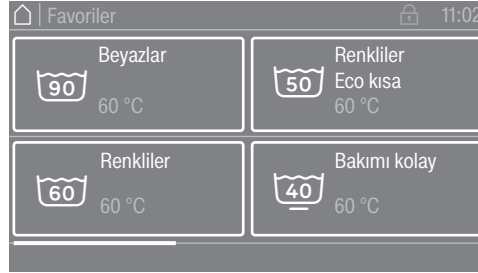 Favoriler
11:02
Beyazlar
90
60 °C
Renkliler
Eco kısa
50
60 °C
Renkliler
60
60 °C
Bakımı kolay
40
60 °C